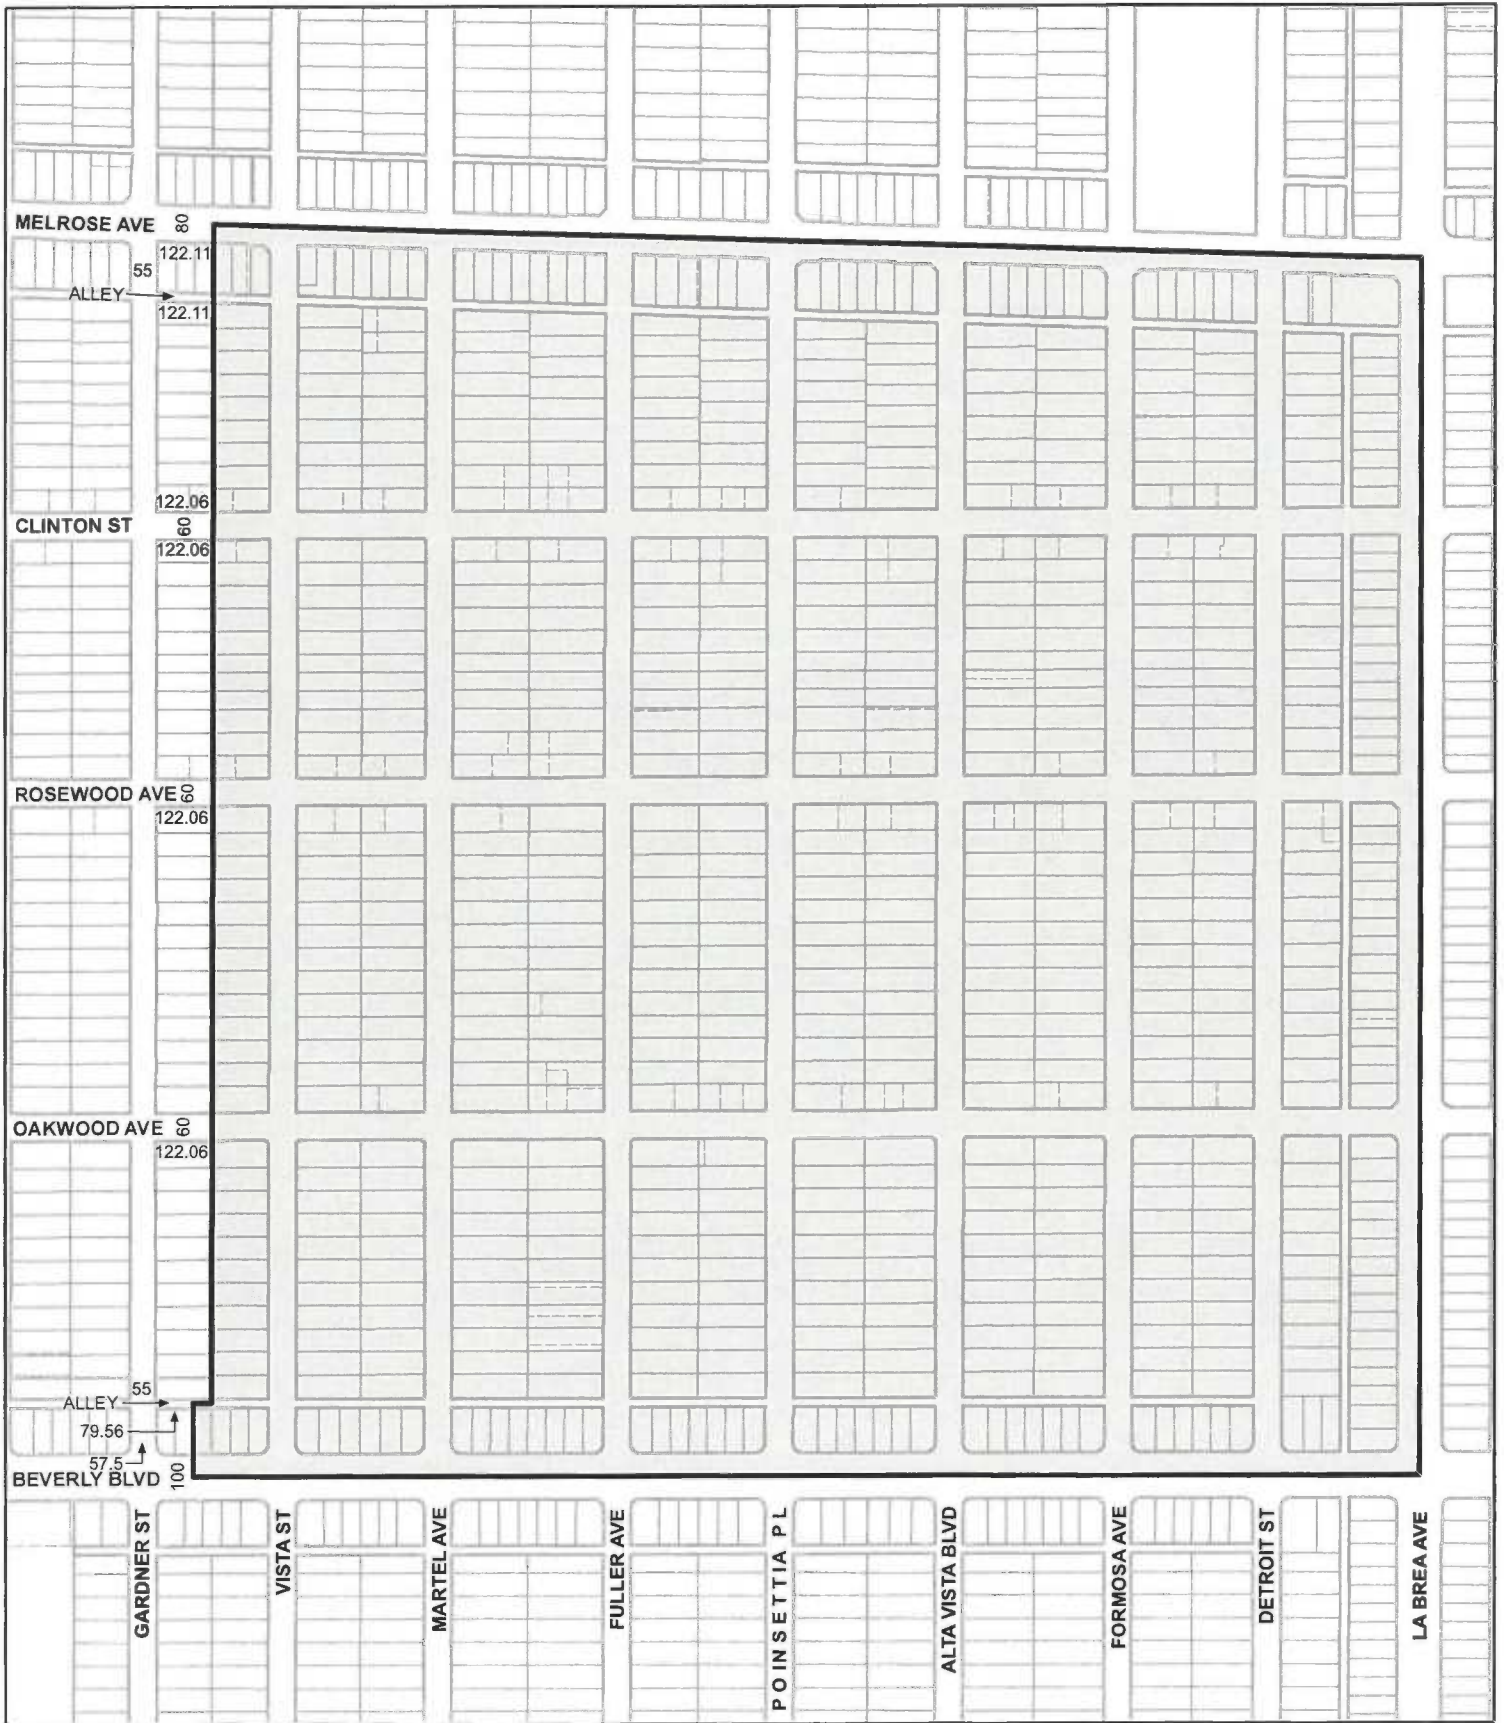 MELROSE AVE 80
122.11
55
ALLEY
122.11
122.06
CLINTON ST 60
122.06
ROSEWOOD AVE 60
122.06
OAKWOOD AVE 60
122.06
55
ALLEY
79.56
57.5
BEVERLY BLVD 100
GARDNER ST
VISTA ST
MARTEL AVE
FULLER AVE
POINSETTIA PL
ALTA VISTA BLVD
FORMOSA AVE
DETROIT ST
LA BREA AVE